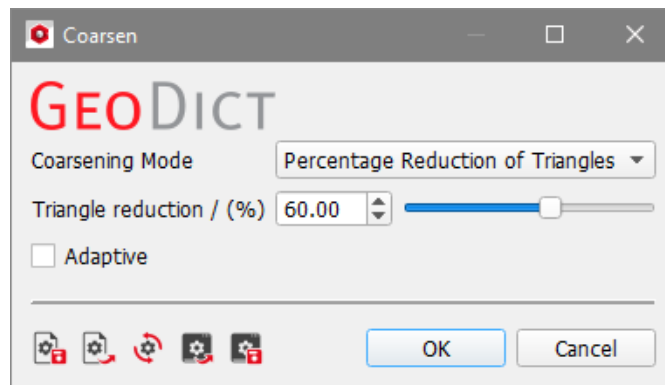 Coarsen
GEODICT
Coarsening Mode Percentage Reduction of Triangles
Triangle reduction / (%) 60.00
Adaptive
OK Cancel